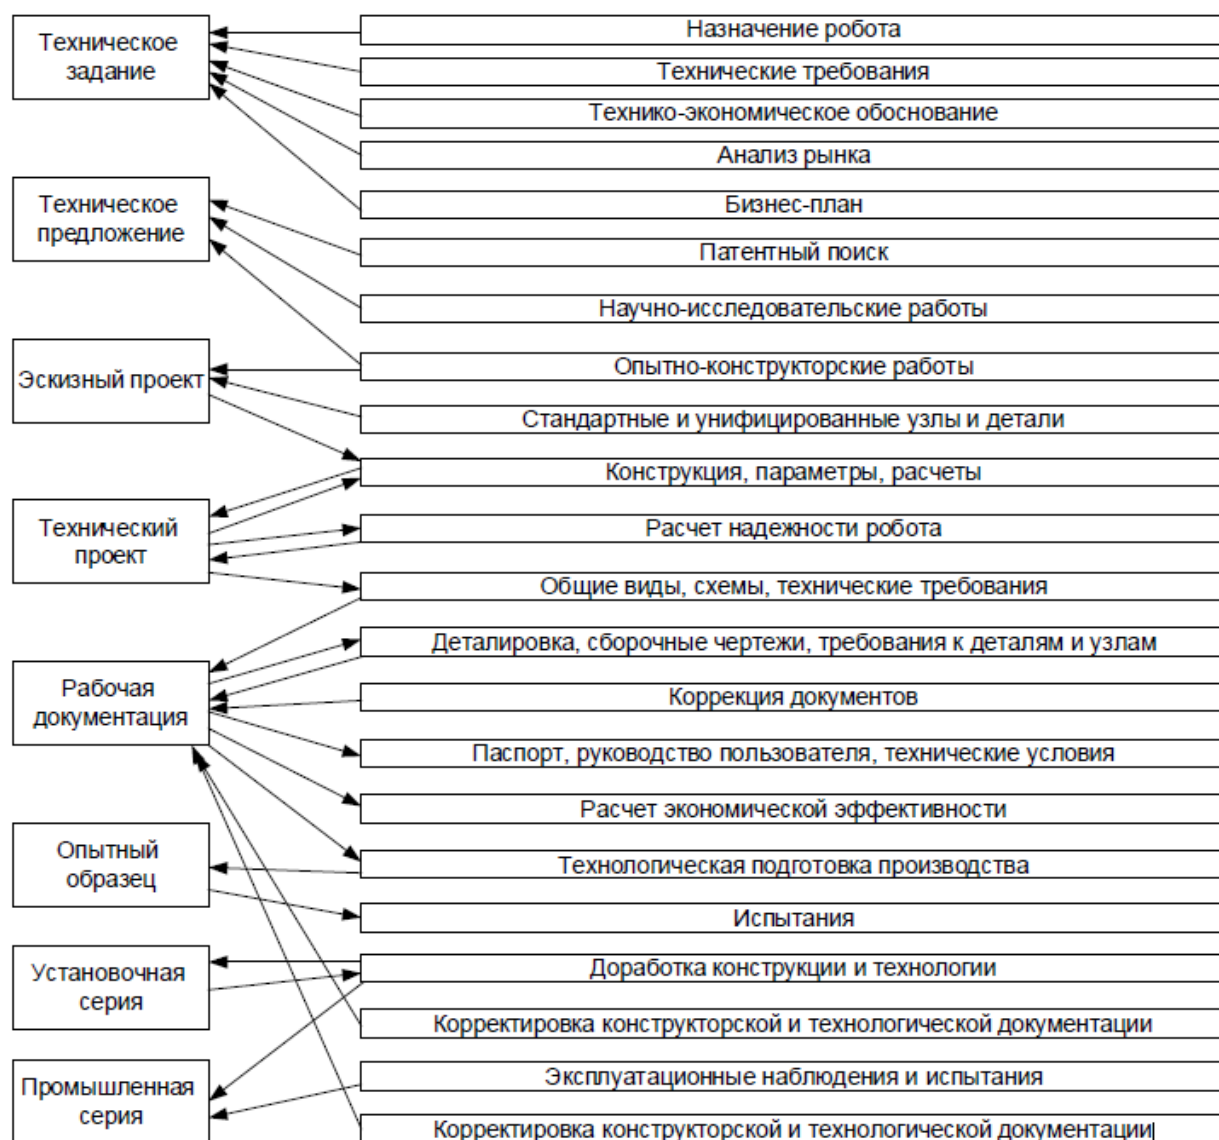 Техническое
задание
Назначение робота
Технические требования
Технико-экономическое обоснование
Анализ рынка
Бизнес-план
Техническое
предложение
Патентный поиск
Научно-исследовательские работы
Опытно-конструкторские работы
Эскизный проект
Стандартные и унифицированные узлы и детали
Конструкция, параметры, расчеты
Технический
проект
Расчет надежности робота
Общие виды, схемы, технические требования
Деталировка, сборочные чертежи, требования к деталям и узлам
Рабочая
документация
Коррекция документов
Паспорт, руководство пользователя, технические условия
Расчет экономической эффективности
Опытный
образец
Технологическая подготовка производства
Испытания
Установочная
серия
Доработка конструкции и технологии
Корректировка конструкторской и технологической документации
Промышленная
серия
Эксплуатационные наблюдения и испытания
Корректировка конструкторской и технологической документации